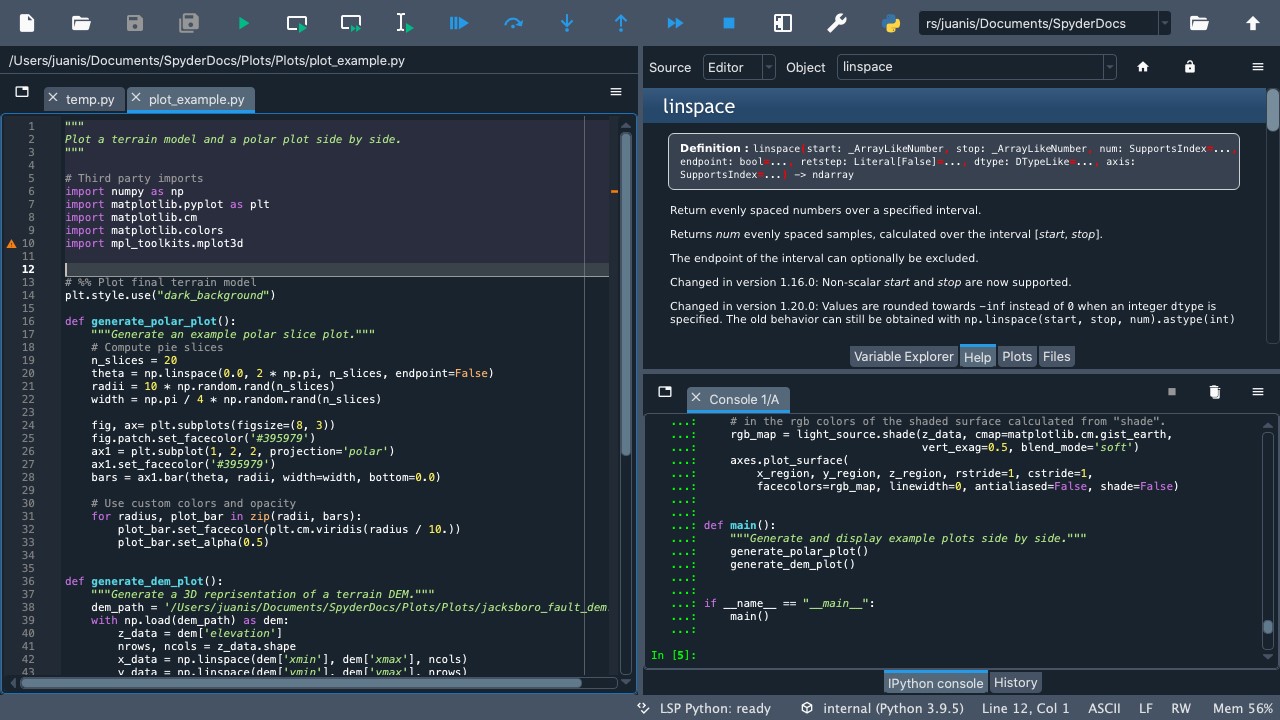 rs/juanis/Documents/SpyderDocs
/Users/juanis/Documents/SpyderDocs/Plots/Plots/plot_example.py
temp.py
plot_example.py
1 """
2 Plot a terrain model and a polar plot side by side.
3 """
4
5 # Third party imports
6 import numpy as np
7 import matplotlib.pyplot as plt
8 import matplotlib.cm
9 import matplotlib.colors
10 import mpl_toolkits.mplot3d
11
12
13 # %% Plot final terrain model
14 plt.style.use("dark_background")
15
16 def generate_polar_plot():
17 """Generate an example polar slice plot."""
18 # Compute pie slices
19 n_slices = 20
20 theta = np.linspace(0.0, 2 * np.pi, n_slices, endpoint=False)
21 radii = 10 * np.random.rand(n_slices)
22 width = np.pi / 4 * np.random.rand(n_slices)
23
24 fig, ax= plt.subplots(figsize=(8, 3))
25 fig.patch.set_facecolor('#395979')
26 ax1 = plt.subplot(1, 2, 2, projection='polar')
27 ax1.set_facecolor('#395979')
28 bars = ax1.bar(theta, radii, width=width, bottom=0.0)
29
30 # Use custom colors and opacity
31 for radius, plot_bar in zip(radii, bars):
32 plot_bar.set_facecolor(plt.cm.viridis(radius / 10.))
33 plot_bar.set_alpha(0.5)
34
35
36 def generate_dem_plot():
37 """Generate a 3D reprisentation of a terrain DEM."""
38 dem_path = '/Users/juanis/Documents/SpyderDocs/Plots/Plots/jacksboro_fault_dem.
39 with np.load(dem_path) as dem:
40 z_data = dem['elevation']
41 nrows, ncols = z_data.shape
42 x_data = np.linspace(dem['xmin'], dem['xmax'], ncols)
43 y_data = np.linspace(dem['ymin'], dem['ymax'], nrows)
Source
Editor
Object
linspace
linspace
Definition : linspace(start: _ArrayLikeNumber, stop: _ArrayLikeNumber, num: SupportsIndex=...,
endpoint: bool=..., retstep: Literal[False]=..., dtype: DTypeLike=..., axis:
SupportsIndex=...) -> ndarray
Return evenly spaced numbers over a specified interval.
Returns num evenly spaced samples, calculated over the interval [start, stop].
The endpoint of the interval can optionally be excluded.
Changed in version 1.16.0: Non-scalar start and stop are now supported.
Changed in version 1.20.0: Values are rounded towards -inf instead of 0 when an integer dtype is
specified. The old behavior can still be obtained with np.linspace(start, stop, num).astype(int)
Variable Explorer
Help
Plots
Files
Console 1/A
...: # in the rgb colors of the shaded surface calculated from "shade".
...: rgb_map = light_source.shade(z_data, cmap=matplotlib.cm.gist_earth,
...: vert_exag=0.5, blend_mode='soft')
...: axes.plot_surface(
...: x_region, y_region, z_region, rstride=1, cstride=1,
...: facecolors=rgb_map, linewidth=0, antialiased=False, shade=False)
...:
...:
...: def main():
...: """Generate and display example plots side by side."""
...: generate_polar_plot()
...: generate_dem_plot()
...:
...:
...: if __name__ == "__main__":
...: main()
...:
In [5]:
IPython console
History
LSP Python: ready
internal (Python 3.9.5)
Line 12, Col 1
ASCII
LF
RW
Mem 56%